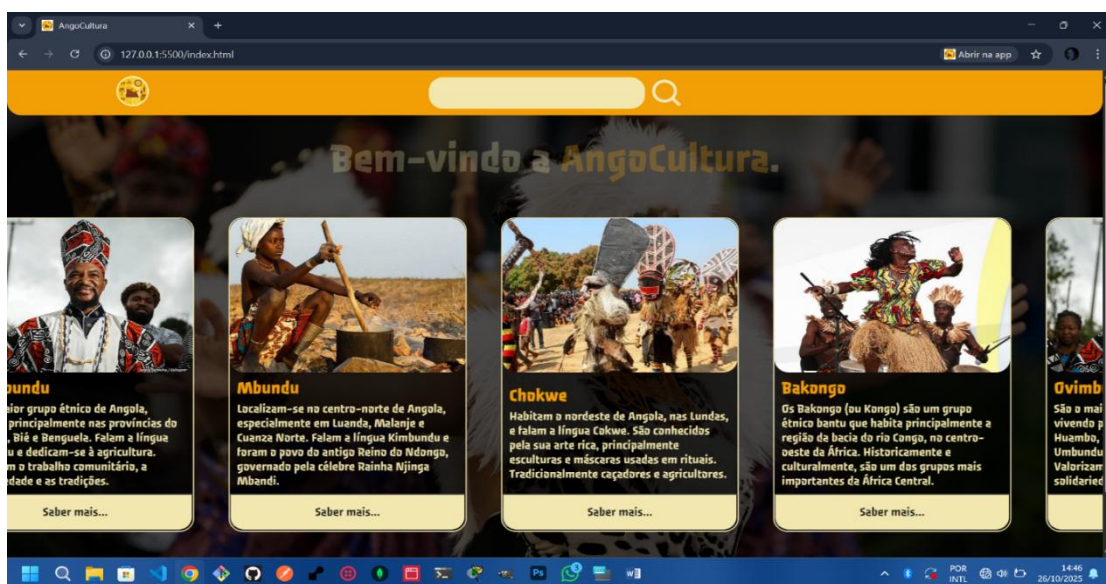 AngoCultura
127.0.0.1:5500/index.html
Abrir na app
Bem-vindo a AngoCultura.
bundu
aior grupo étnico de Angola,
principalmente nas províncias do
, Bié e Benguela. Falam a língua
u e dedicam-se à agricultura.
m o trabalho comunitário, a
edade e as tradições.
Saber mais...
Mbundu
Localizam-se no centro-norte de Angola,
especialmente em Luanda, Malanje e
Cuanza Norte. Falam a língua Kimbundu e
foram o povo do antigo Reino do Ndongo,
governado pela célebre Rainha Njinga
Mbandi.
Saber mais...
Chokwe
Habitam o nordeste de Angola, nas Lundas,
e falam a língua Cokwe. São conhecidos
pela sua arte rica, principalmente
esculturas e máscaras usadas em rituais.
Tradicionalmente caçadores e agricultores.
Saber mais...
Bakongo
Os Bakongo (ou Kongo) são um grupo
étnico bantu que habita principalmente a
região da bacia do rio Congo, no centro-
oeste da África. Historicamente e
culturalmente, são um dos grupos mais
importantes da África Central.
Saber mais...
Ovimb
São o mai
vivendo p
Huambo,
Umbundu
Valorizam
solidaried
Ps
3
POR
INTL
14:46
26/10/2025